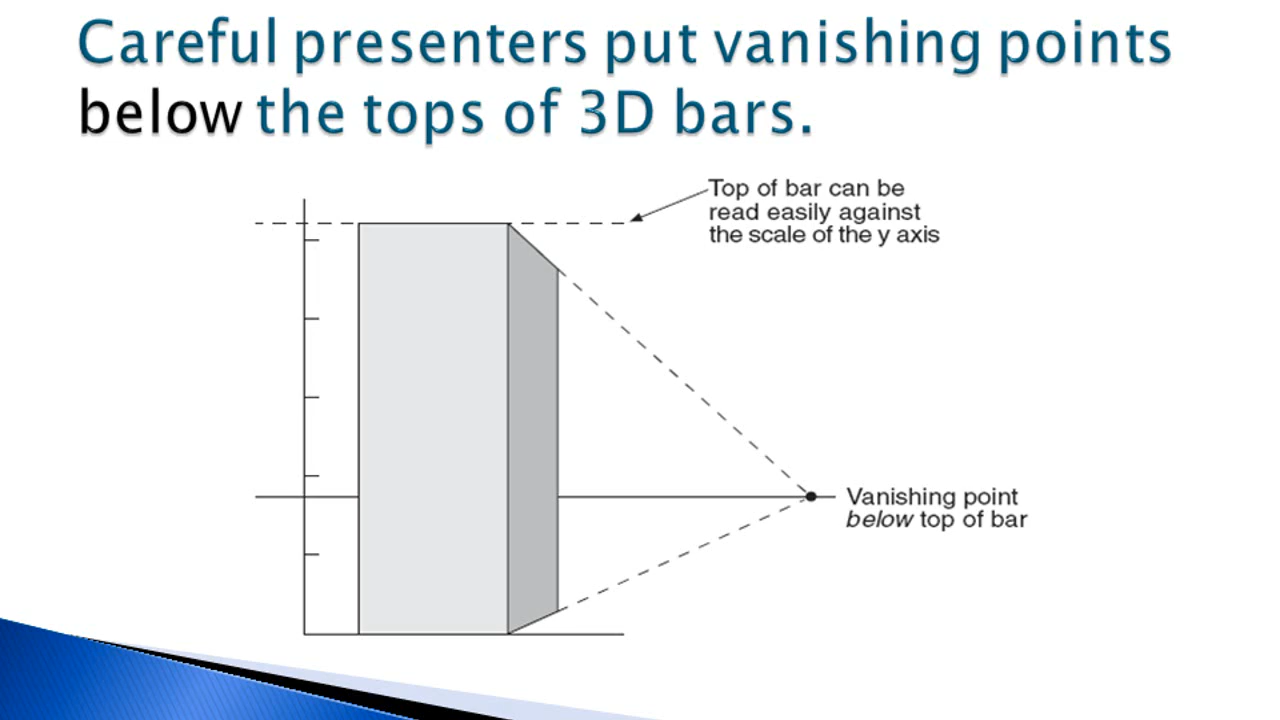 Careful presenters put vanishing points
below the tops of 3D bars.
Top of bar can be
read easily against
the scale of the y axis
Vanishing point
below top of bar